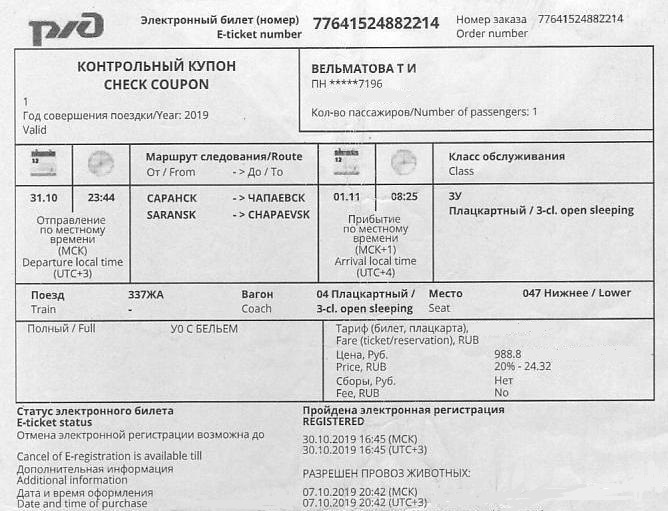 ржд
Электронный билет (номер) 77641524882214 Номер заказа 77641524882214
E-ticket number Order number
КОНТРОЛЬНЫЙ КУПОН
CHECK COUPON
ВЕЛЬМАТОВА Т И
ПН *****7196
1
Год совершения поездки/Year: 2019
Valid
Кол-во пассажиров/Number of passengers: 1
12 Маршрут следования/Route 12 Класс обслуживания
От / From -> До / To Class
31.10 23:44 САРАНСК -> ЧАПАЕВСК 01.11 08:25 3У
SARANSK -> CHAPAEVSK Плацкартный / 3-cl. open sleeping
Отправление
по местному
времени
(МСК)
Departure local time
(UTC+3)
Прибытие
по местному
времени
(МСК+1)
Arrival local time
(UTC+4)
Поезд 337ЖА Вагон 04 Плацкартный / Место 047 Нижнее / Lower
Train - Coach 3-cl. open sleeping Seat
Полный / Full У0 С БЕЛЬЕМ
Тариф (билет, плацкарта),
Fare (ticket/reservation), RUB
Цена, Руб. 988.8
Price, RUB 20% - 24.32
Сборы, Руб. Нет
Fee, RUB No
Статус электронного билета Пройдена электронная регистрация
E-ticket status REGISTERED
Отмена электронной регистрации возможна до 30.10.2019 16:45 (МСК)
Cancel of E-registration is available till 30.10.2019 16:45 (UTC+3)
Дополнительная информация РАЗРЕШЕН ПРОВОЗ ЖИВОТНЫХ:
Additional information
Дата и время оформления 07.10.2019 20:42 (МСК)
Date and time of purchase 07.10.2019 20:42 (UTC+3)